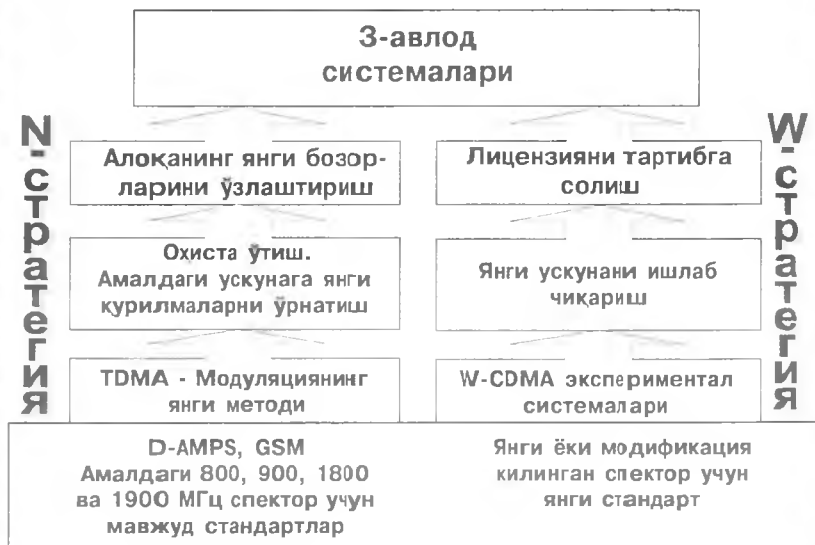 3-авлод
системалари
N-стратегия
W-стратегия
Алоқанинг янги бозор-
ларини ўзлаштириш
Лицензияни тартибга
солиш
Охиста ўтиш.
Амалдаги ускунага янги
қурилмаларни ўрнатиш
Янги ускунани ишлаб
чиқариш
TDMA - Модуляциянинг
янги методи
W-CDMA экспериментал
системалари
D-AMPS, GSM
Амалдаги 800, 900, 1800
ва 1900 МГц спектор учун
мавжуд стандартлар
Янги ёки модификация
килинган спектор учун
янги стандарт